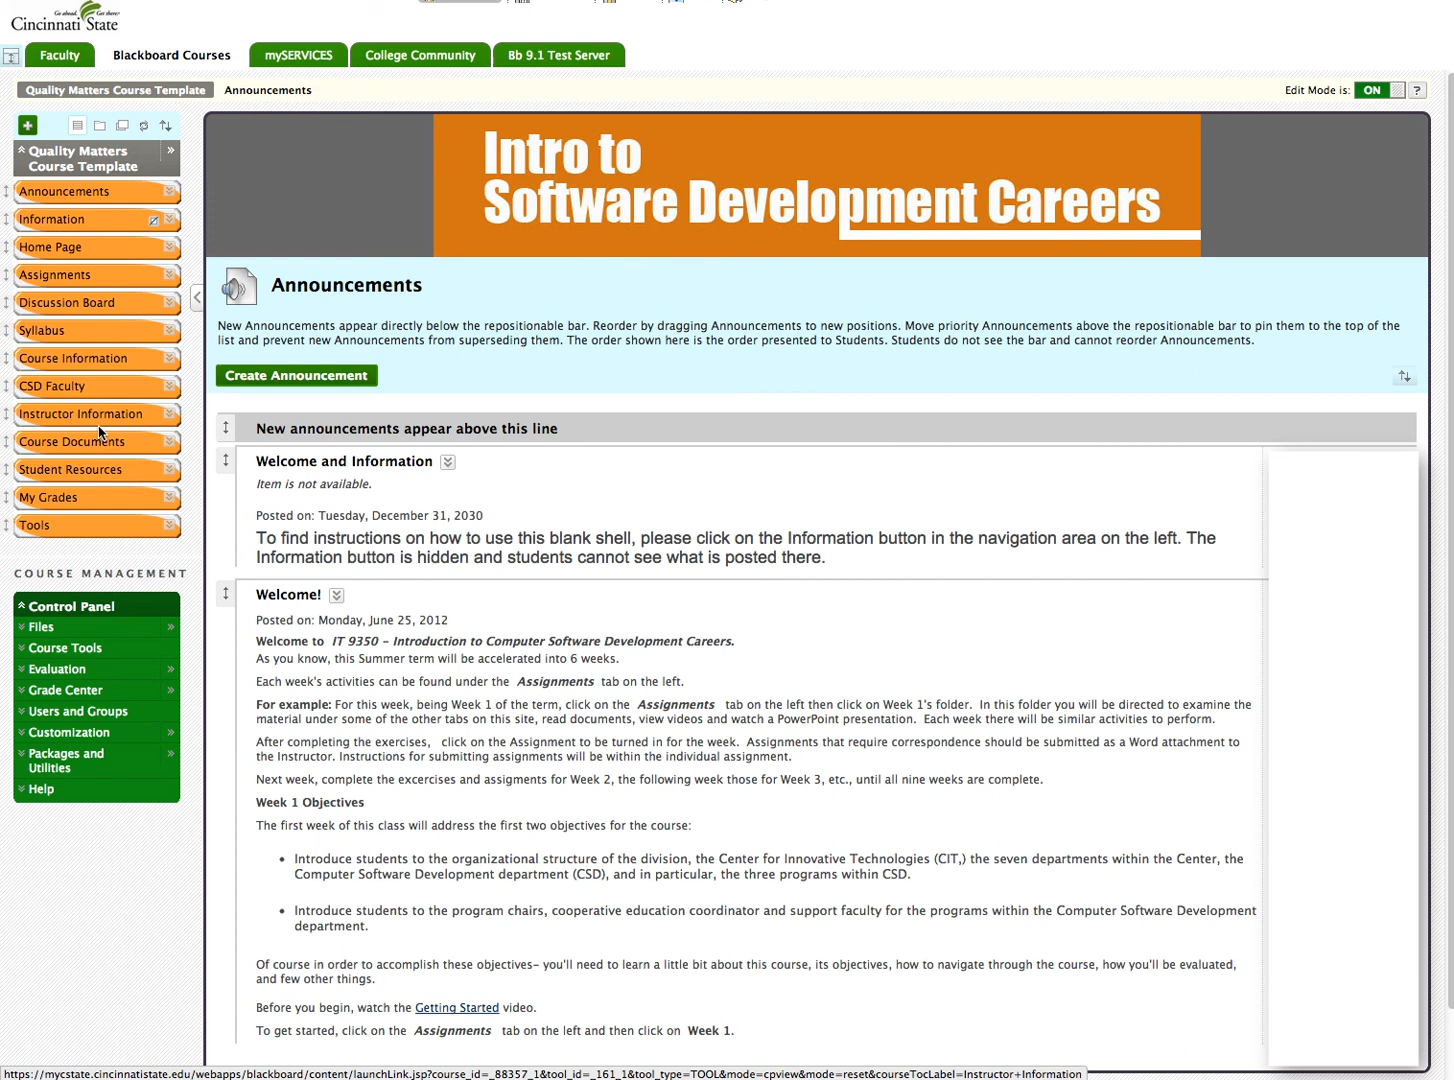 Go ahead. Get there.
Cincinnati State
Faculty
Blackboard Courses
mySERVICES
College Community
Bb 9.1 Test Server
Quality Matters Course Template
Announcements
Edit Mode is:
ON
?
Quality Matters
Course Template
Announcements
Information
Home Page
Assignments
Discussion Board
Syllabus
Course Information
CSD Faculty
Instructor Information
Course Documents
Student Resources
My Grades
Tools
COURSE MANAGEMENT
Control Panel
Files
Course Tools
Evaluation
Grade Center
Users and Groups
Customization
Packages and
Utilities
Help
Intro to
Software Development Careers
Announcements
New Announcements appear directly below the repositionable bar. Reorder by dragging Announcements to new positions. Move priority Announcements above the repositionable bar to pin them to the top of the
list and prevent new Announcements from superseding them. The order shown here is the order presented to Students. Students do not see the bar and cannot reorder Announcements.
Create Announcement
New announcements appear above this line
Welcome and Information
Item is not available.
Posted on: Tuesday, December 31, 2030
To find instructions on how to use this blank shell, please click on the Information button in the navigation area on the left. The
Information button is hidden and students cannot see what is posted there.
Welcome!
Posted on: Monday, June 25, 2012
Welcome to IT 9350 – Introduction to Computer Software Development Careers.
As you know, this Summer term will be accelerated into 6 weeks.
Each week's activities can be found under the Assignments tab on the left.
For example: For this week, being Week 1 of the term, click on the Assignments tab on the left then click on Week 1's folder. In this folder you will be directed to examine the
material under some of the other tabs on this site, read documents, view videos and watch a PowerPoint presentation. Each week there will be similar activities to perform.
After completing the exercises, click on the Assignment to be turned in for the week. Assignments that require correspondence should be submitted as a Word attachment to
the Instructor. Instructions for submitting assignments will be within the individual assignment.
Next week, complete the excercises and assigments for Week 2, the following week those for Week 3, etc., until all nine weeks are complete.
Week 1 Objectives
The first week of this class will address the first two objectives for the course:
• Introduce students to the organizational structure of the division, the Center for Innovative Technologies (CIT,) the seven departments within the Center, the
Computer Software Development department (CSD), and in particular, the three programs within CSD.
• Introduce students to the program chairs, cooperative education coordinator and support faculty for the programs within the Computer Software Development
department.
Of course in order to accomplish these objectives– you'll need to learn a little bit about this course, its objectives, how to navigate through the course, how you'll be evaluated,
and few other things.
Before you begin, watch the Getting Started video.
To get started, click on the Assignments tab on the left and then click on Week 1.
https://mycstate.cincinnatistate.edu/webapps/blackboard/content/launchLink.jsp?course_id=_88357_1&tool_id=_161_1&tool_type=TOOL&mode=cpview&mode=reset&courseTocLabel=Instructor+Information